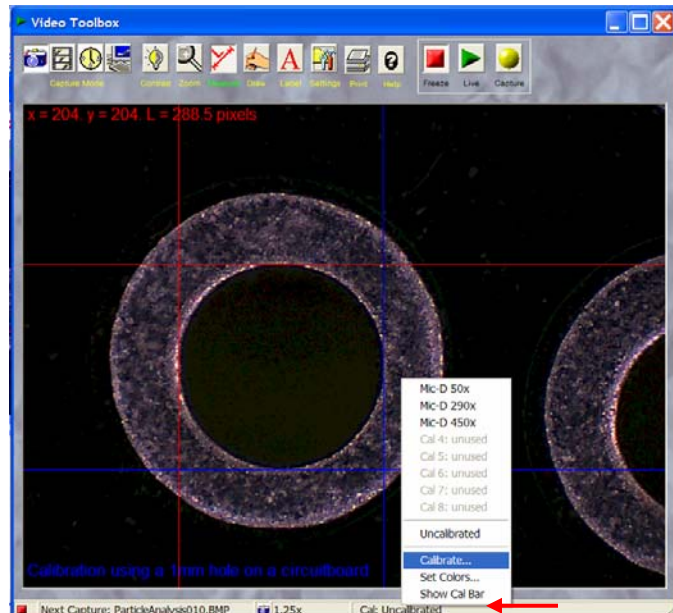 Video Toolbox
Capture Mode Contrast Zoom Measure Draw Label Settings Print Help Freeze Live Capture
x = 204. y = 204. L = 288.5 pixels
Mic-D 50x
Mic-D 290x
Mic-D 450x
Cal 4: unused
Cal 5: unused
Cal 6: unused
Cal 7: unused
Cal 8: unused
Uncalibrated
Calibrate...
Set Colors...
Show Cal Bar
Calibration using a 1mm hole on a circuitboard
Next Capture: ParticleAnalysis010.BMP 1.25x Cal: Uncalibrated